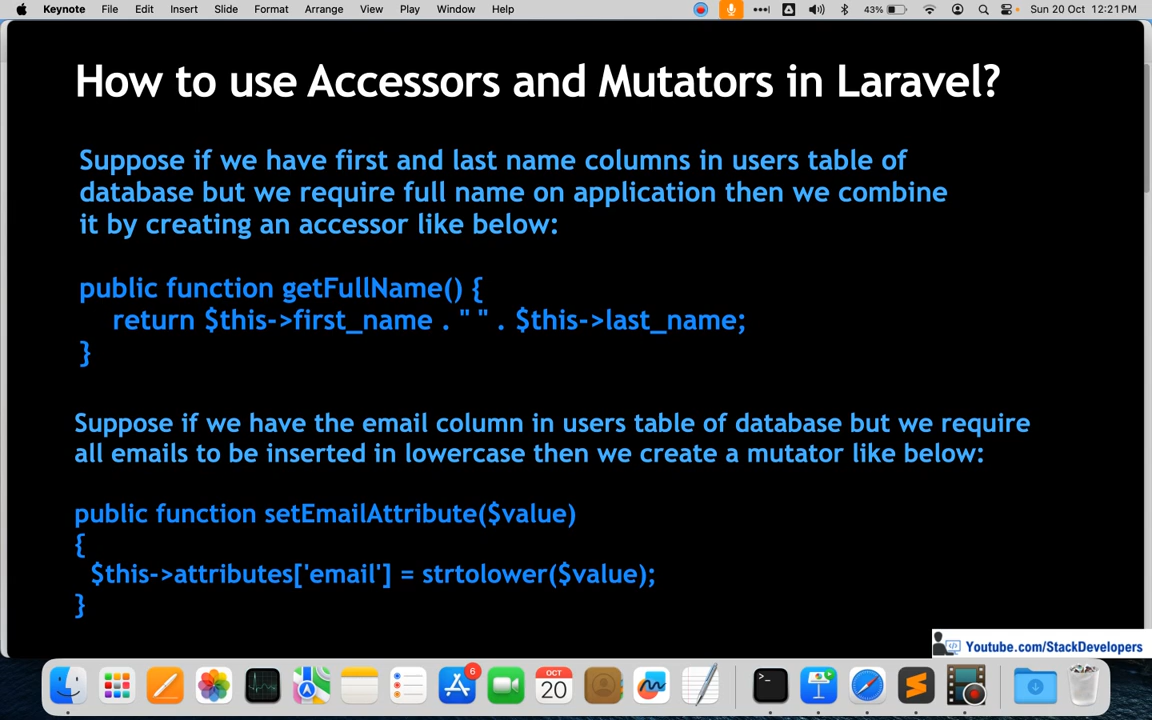 Keynote File Edit Insert Slide Format Arrange View Play Window Help 43% Sun 20 Oct 12:21 PM
How to use Accessors and Mutators in Laravel?
Suppose if we have first and last name columns in users table of
database but we require full name on application then we combine
it by creating an accessor like below:
public function getFullName() {
return $this->first_name . " " . $this->last_name;
}
Suppose if we have the email column in users table of database but we require
all emails to be inserted in lowercase then we create a mutator like below:
public function setEmailAttribute($value)
{
$this->attributes['email'] = strtolower($value);
}
Youtube.com/StackDevelopers
6
OCT
20